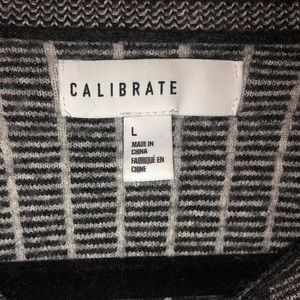 CALIBRATE
L
MADE IN
CHINA
FABRIQUÉ EN
CHINE